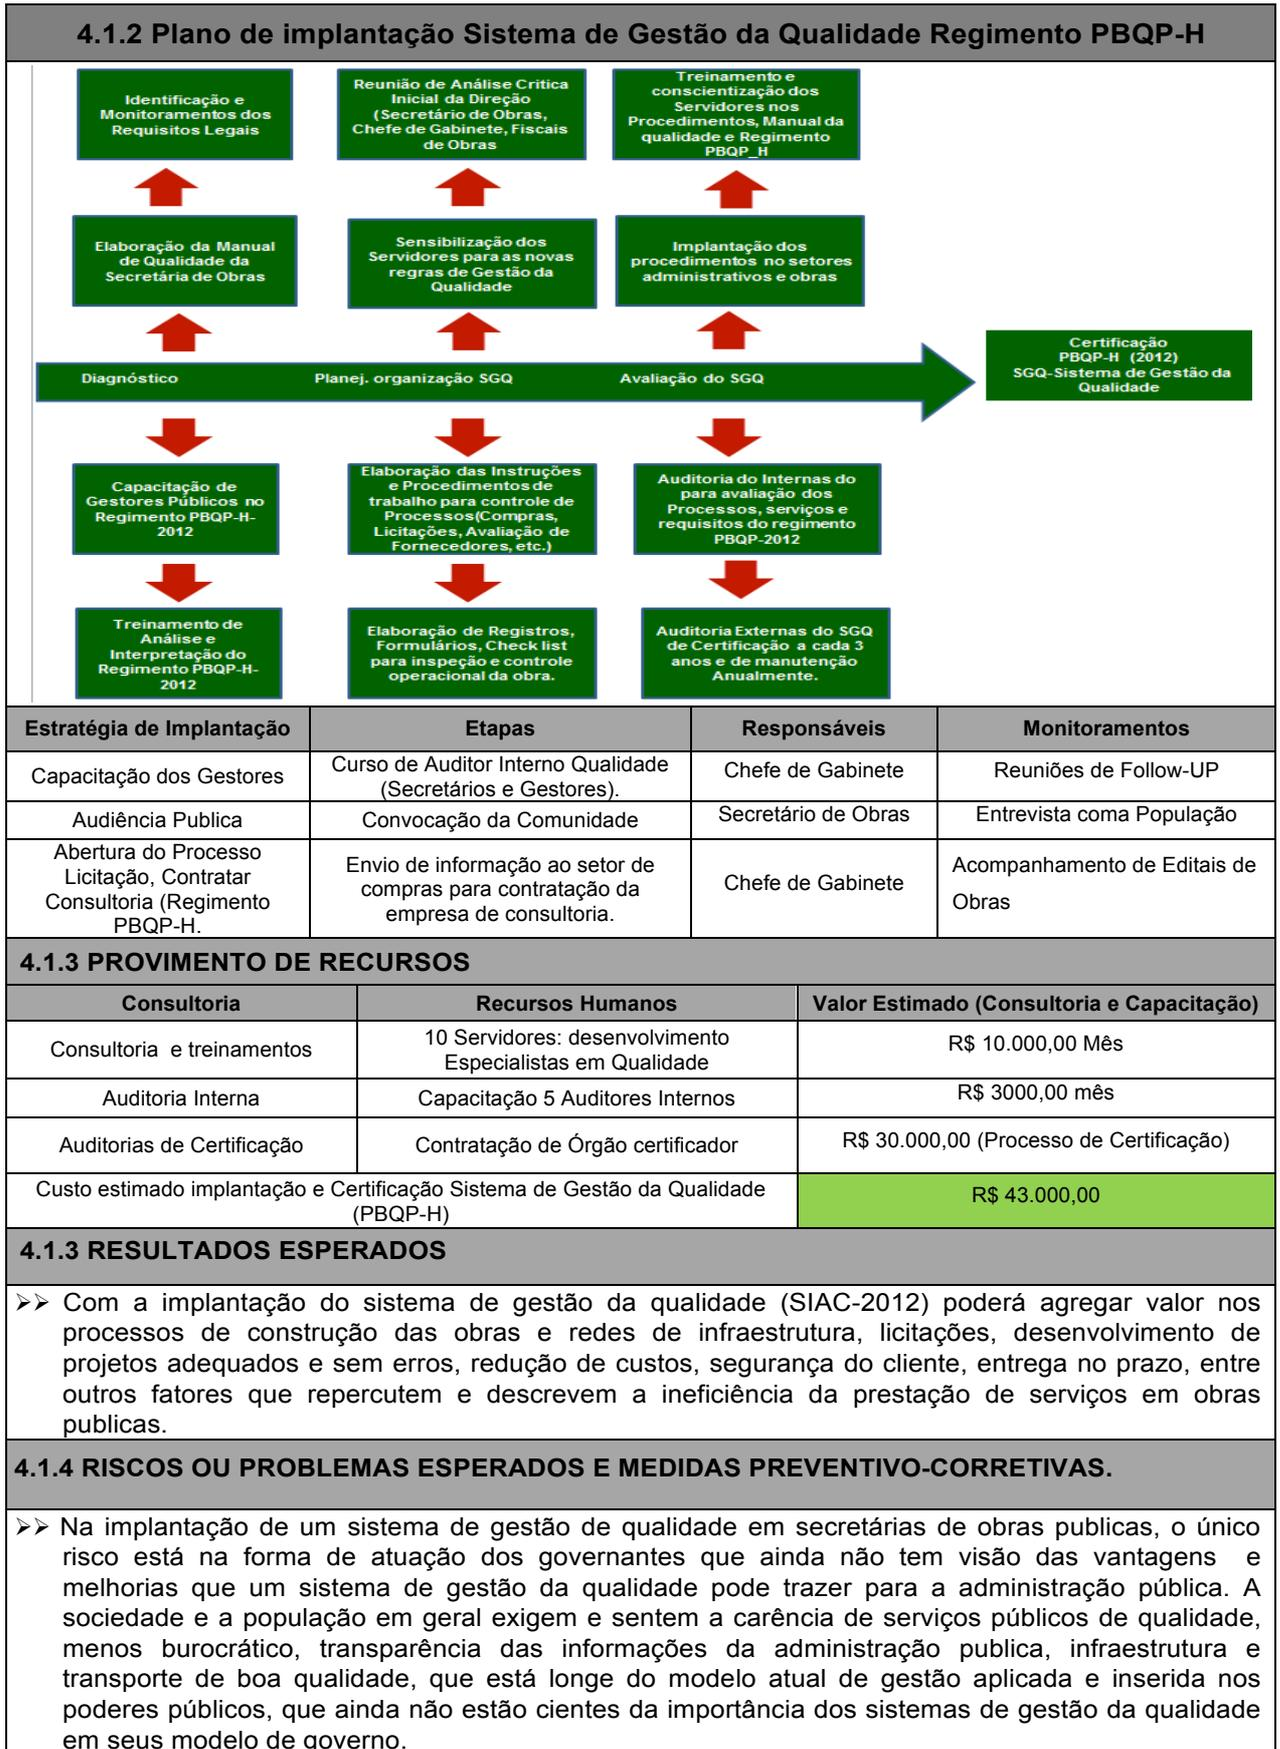 4.1.2 Plano de implantação Sistema de Gestão da Qualidade Regimento PBQP-H
Identificação e
Monitoramentos dos
Requisitos Legais
Reunião de Análise Critica
Inicial da Direção
(Secretário de Obras,
Chefe de Gabinete, Fiscais
de Obras
Treinamento e
conscientização dos
Servidores nos
Procedimentos, Manual da
qualidade e Regimento
PBQP_H
Elaboração da Manual
de Qualidade da
Secretária de Obras
Sensibilização dos
Servidores para as novas
regras de Gestão da
Qualidade
Implantação dos
procedimentos no setores
administrativos e obras
Diagnóstico
Planej. organização SGQ
Avaliação do SGQ
Certificação
PBQP-H (2012)
SGQ-Sistema de Gestão da
Qualidade
Capacitação de
Gestores Públicos no
Regimento PBQP-H-
2012
Elaboração das Instruções
e Procedimentos de
trabalho para controle de
Processos(Compras,
Licitações, Avaliação de
Fornecedores, etc.)
Auditoria do Internas do
para avaliação dos
Processos, serviços e
requisitos do regimento
PBQP-2012
Treinamento de
Análise e
Interpretação do
Regimento PBQP-H-
2012
Elaboração de Registros,
Formulários, Check list
para inspeção e controle
operacional da obra.
Auditoria Externas do SGQ
de Certificação a cada 3
anos e de manutenção
Anualmente.
Estratégia de Implantação
Etapas
Responsáveis
Monitoramentos
Capacitação dos Gestores
Curso de Auditor Interno Qualidade
(Secretários e Gestores).
Chefe de Gabinete
Reuniões de Follow-UP
Audiência Publica
Convocação da Comunidade
Secretário de Obras
Entrevista coma População
Abertura do Processo
Licitação, Contratar
Consultoria (Regimento
PBQP-H.
Envio de informação ao setor de
compras para contratação da
empresa de consultoria.
Chefe de Gabinete
Acompanhamento de Editais de
Obras
4.1.3 PROVIMENTO DE RECURSOS
Consultoria
Recursos Humanos
Valor Estimado (Consultoria e Capacitação)
Consultoria e treinamentos
10 Servidores: desenvolvimento
Especialistas em Qualidade
R$ 10.000,00 Mês
Auditoria Interna
Capacitação 5 Auditores Internos
R$ 3000,00 mês
Auditorias de Certificação
Contratação de Órgão certificador
R$ 30.000,00 (Processo de Certificação)
Custo estimado implantação e Certificação Sistema de Gestão da Qualidade
(PBQP-H)
R$ 43.000,00
4.1.3 RESULTADOS ESPERADOS
Com a implantação do sistema de gestão da qualidade (SIAC-2012) poderá agregar valor nos
processos de construção das obras e redes de infraestrutura, licitações, desenvolvimento de
projetos adequados e sem erros, redução de custos, segurança do cliente, entrega no prazo, entre
outros fatores que repercutem e descrevem a ineficiência da prestação de serviços em obras
publicas.
4.1.4 RISCOS OU PROBLEMAS ESPERADOS E MEDIDAS PREVENTIVO-CORRETIVAS.
Na implantação de um sistema de gestão de qualidade em secretárias de obras publicas, o único
risco está na forma de atuação dos governantes que ainda não tem visão das vantagens e
melhorias que um sistema de gestão da qualidade pode trazer para a administração pública. A
sociedade e a população em geral exigem e sentem a carência de serviços públicos de qualidade,
menos burocrático, transparência das informações da administração publica, infraestrutura e
transporte de boa qualidade, que está longe do modelo atual de gestão aplicada e inserida nos
poderes públicos, que ainda não estão cientes da importância dos sistemas de gestão da qualidade
em seus modelo de governo.